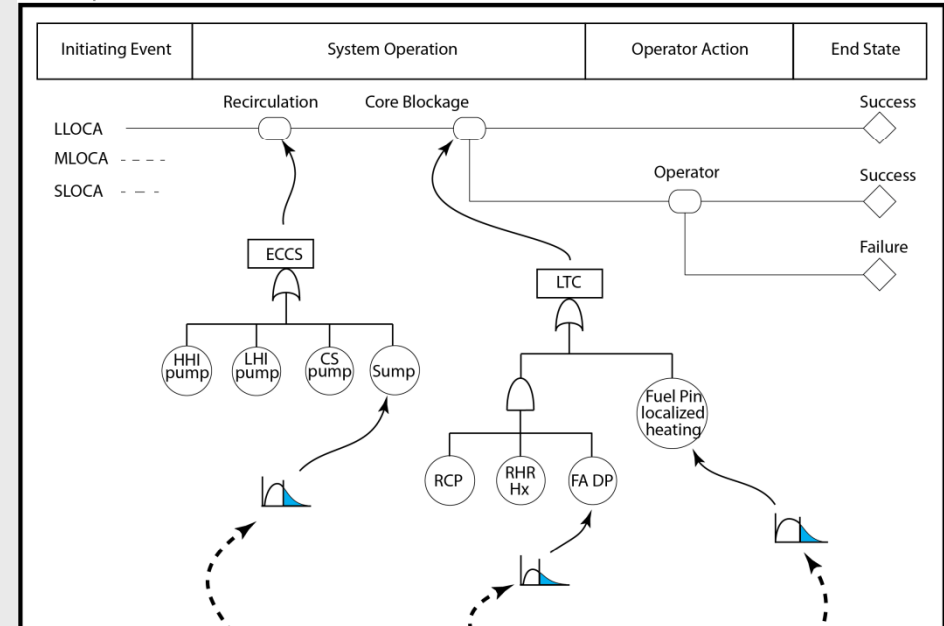 Initiating Event
System Operation
Operator Action
End State
Recirculation
Core Blockage
Success
LLOCA
MLOCA
SLOCA
Operator
Success
Failure
ECCS
LTC
HHI
pump
LHI
pump
CS
pump
Sump
Fuel Pin
localized
heating
RCP
RHR
Hx
FA DP